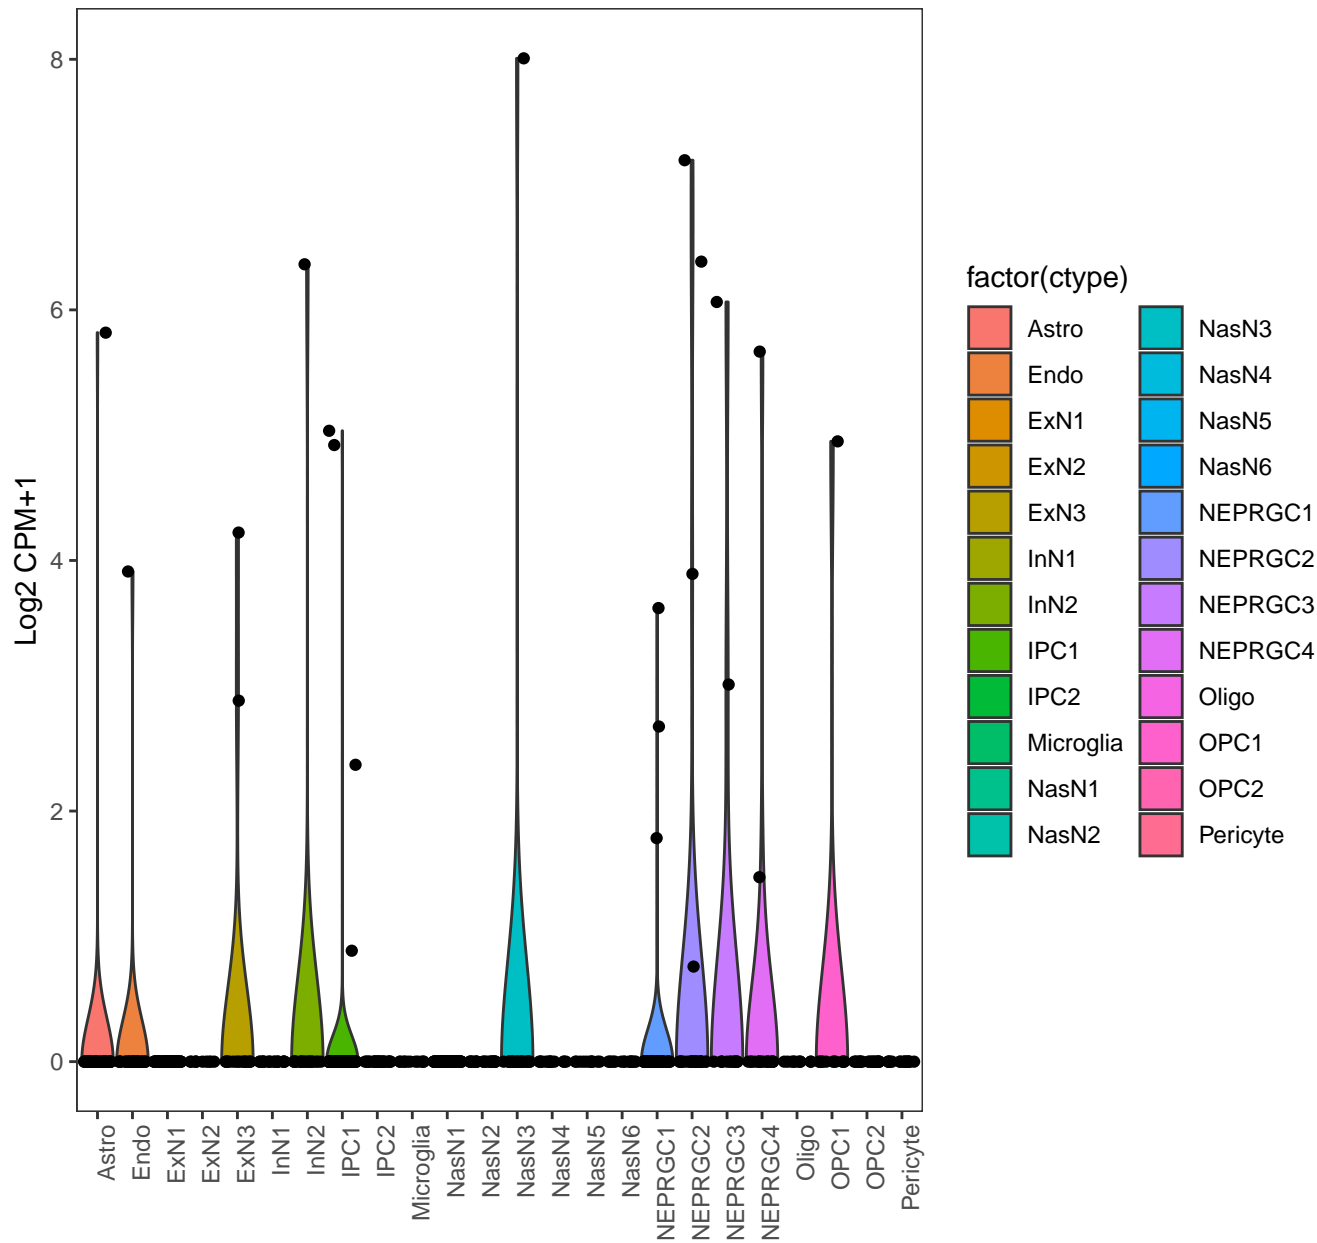 8
6
4
2
0
Log2 CPM+1
Astro
Endo
ExN1
ExN2
ExN3
InN1
InN2
IPC1
IPC2
Microglia
NasN1
NasN2
NasN3
NasN4
NasN5
NasN6
NEPRGC1
NEPRGC2
NEPRGC3
NEPRGC4
Oligo
OPC1
OPC2
Pericyte
factor(ctype)
Astro
Endo
ExN1
ExN2
ExN3
InN1
InN2
IPC1
IPC2
Microglia
NasN1
NasN2
NasN3
NasN4
NasN5
NasN6
NEPRGC1
NEPRGC2
NEPRGC3
NEPRGC4
Oligo
OPC1
OPC2
Pericyte